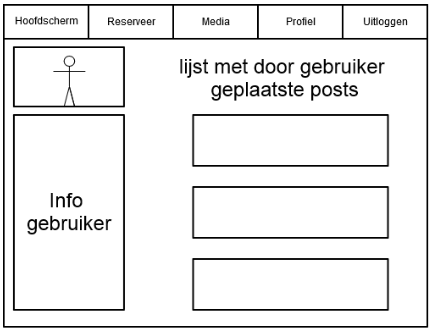 Hoofdscherm Reserveer Media Profiel Uitloggen
lijst met door gebruiker
geplaatste posts
Info
gebruiker